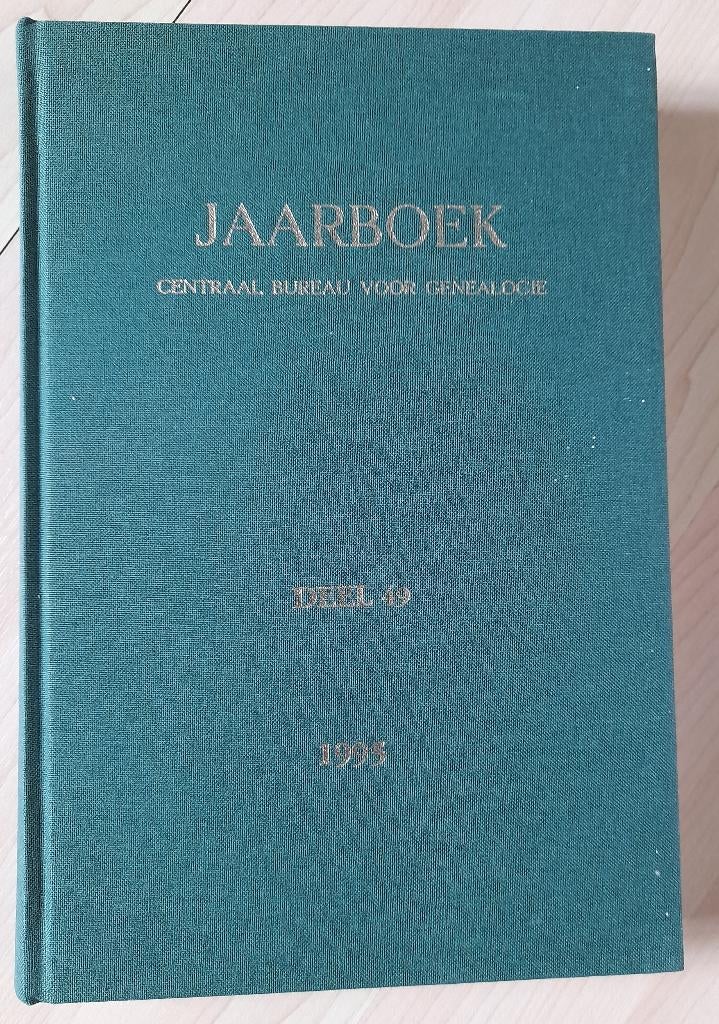 JAARBOEK
CENTRAAL BUREAU VOOR GENEALOGIE
DEEL 49
1995